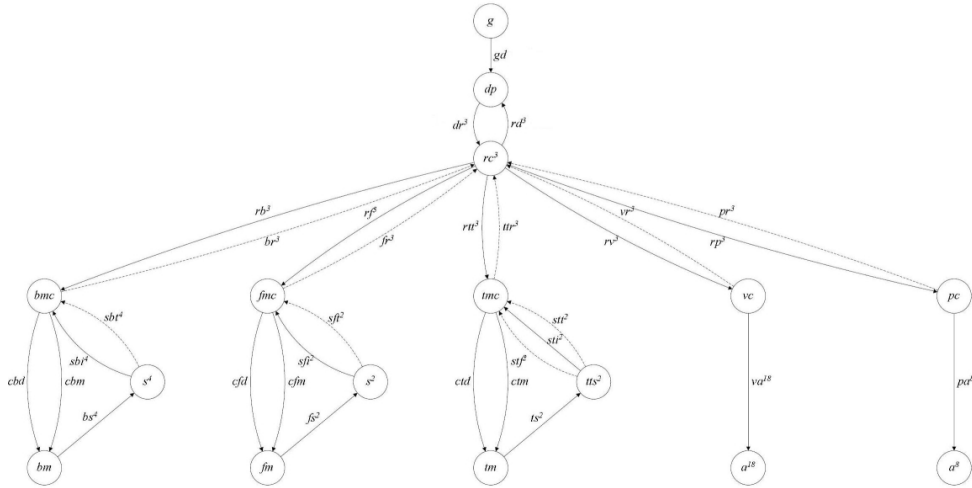 g
gd
dp
dr³ rd³
rc³
rb³ rf³ vr³ pr³
br³ fr³ rtt³ ttr³ rv³ rp³
bmc fmc tmc vc pc
sbt⁴ sft² stt²
sbi⁴ sfi² sti²
stf²
cbd cbm s⁴ cfd cfm s² ctd ctm tts² va¹⁸ pa⁸
bs⁴ fs² ts²
bm fm tm a¹⁸ a⁸